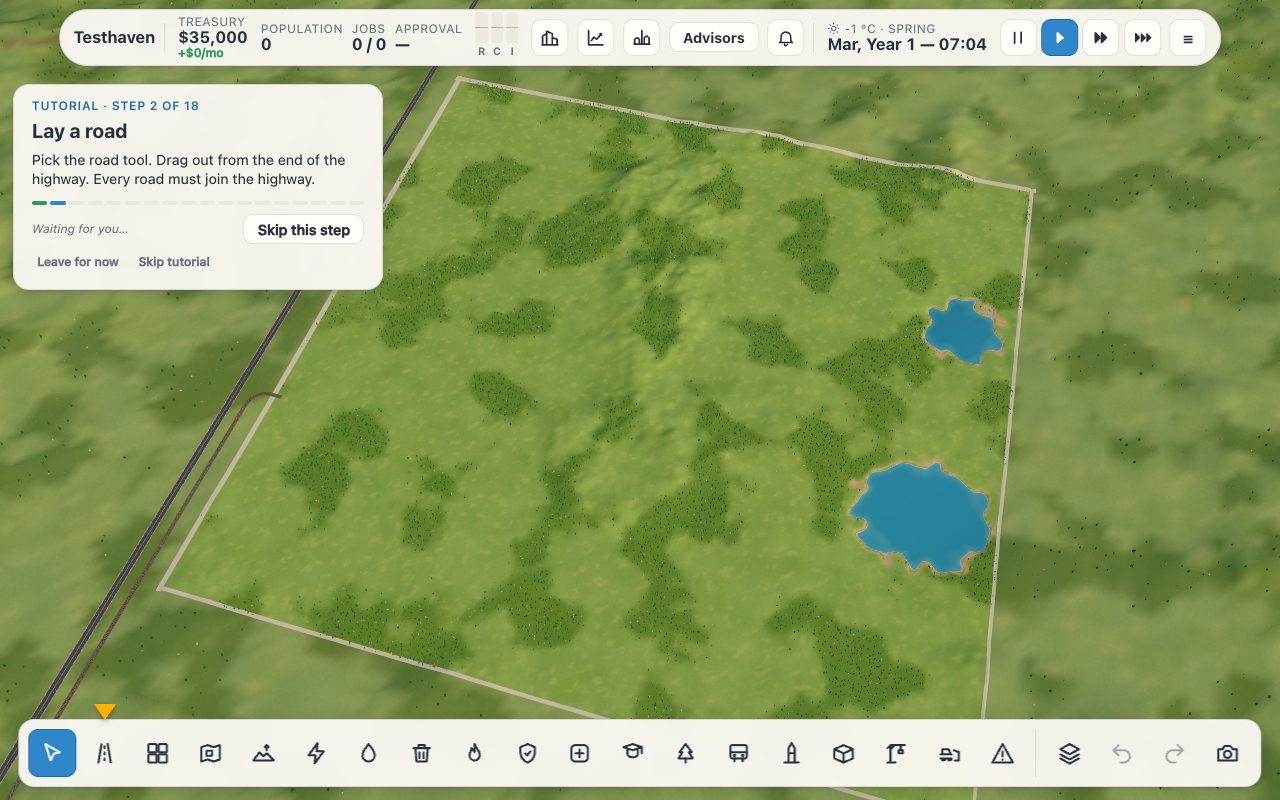 Testhaven
TREASURY
$35,000
+$0/mo
POPULATION
0
JOBS
0 / 0
APPROVAL
—
R C I
Advisors
-1 °C · SPRING
Mar, Year 1 — 07:04
TUTORIAL · STEP 2 OF 18
Lay a road
Pick the road tool. Drag out from the end of the
highway. Every road must join the highway.
Waiting for you...
Skip this step
Leave for now
Skip tutorial